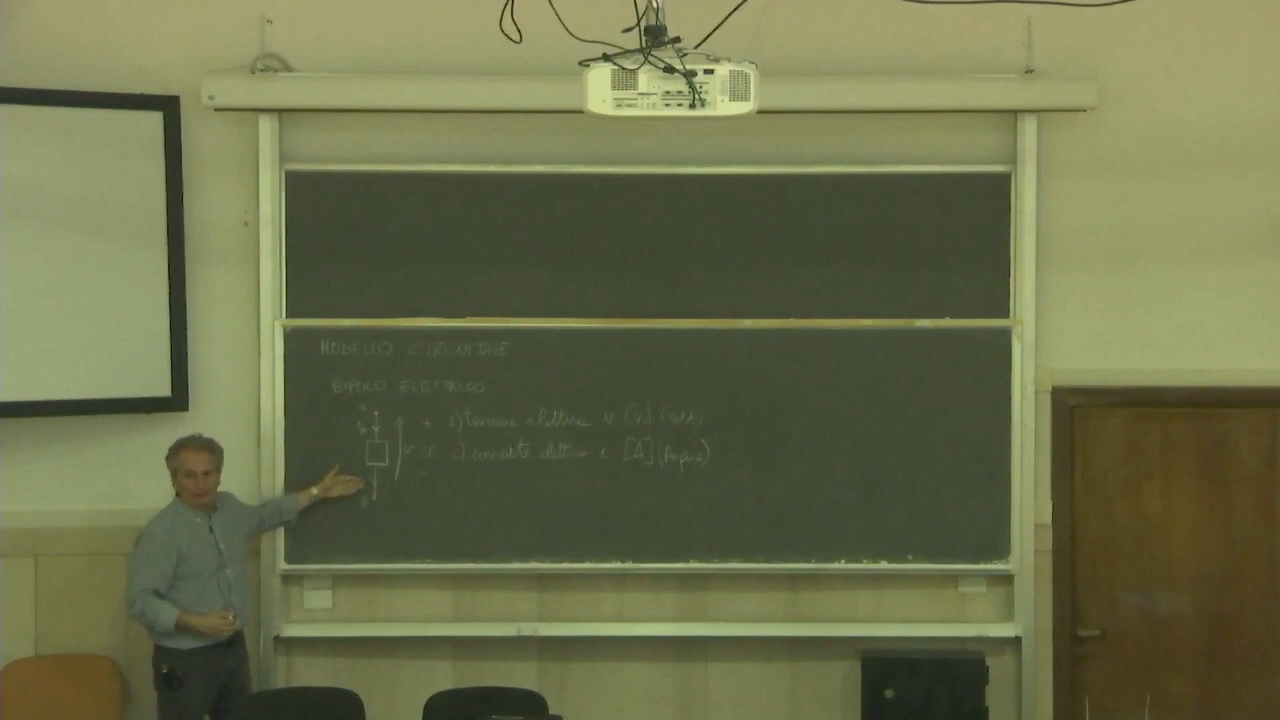 MODELLO CIRCUITALE
BIPOLO ELETTRICO
+ 1) tensione elettrica v [V] (Volt)
v 2) corrente elettrica i [A] (Ampere)
-